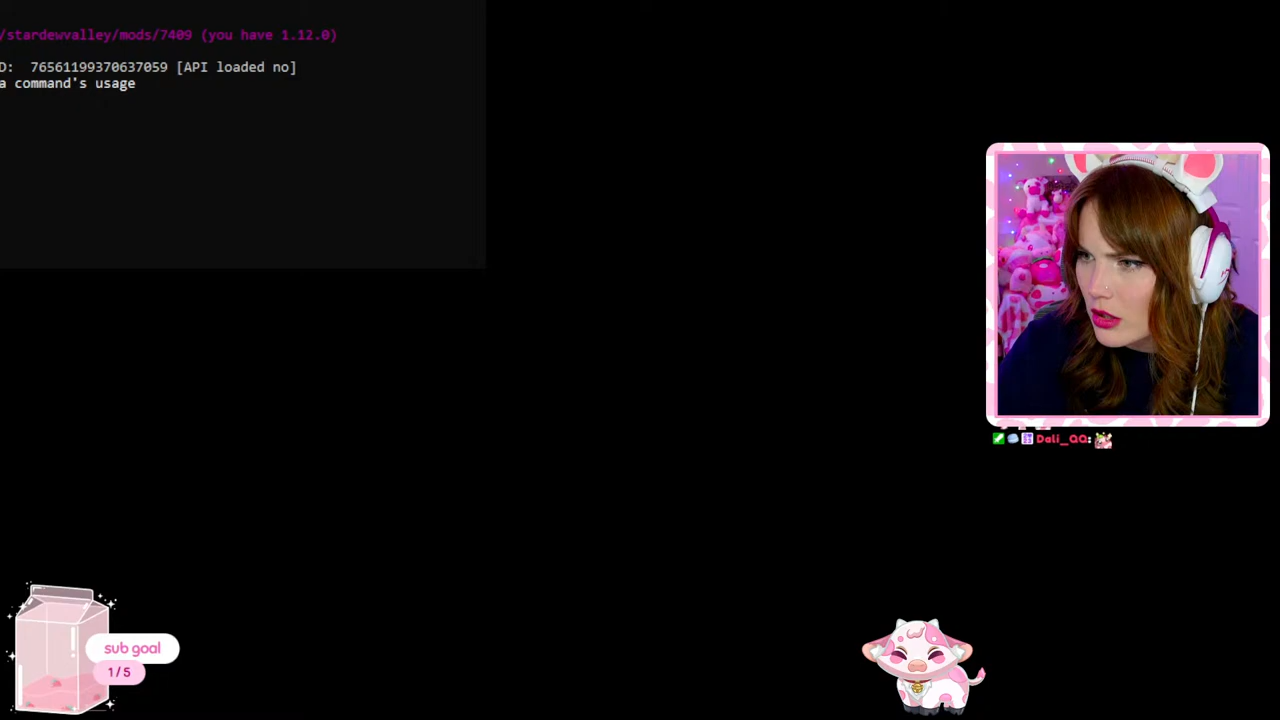 /stardewvalley/mods/7409 (you have 1.12.0)
D: 76561199370637059 [API loaded no]
a command's usage
Dali_QQ:
sub goal
1/5